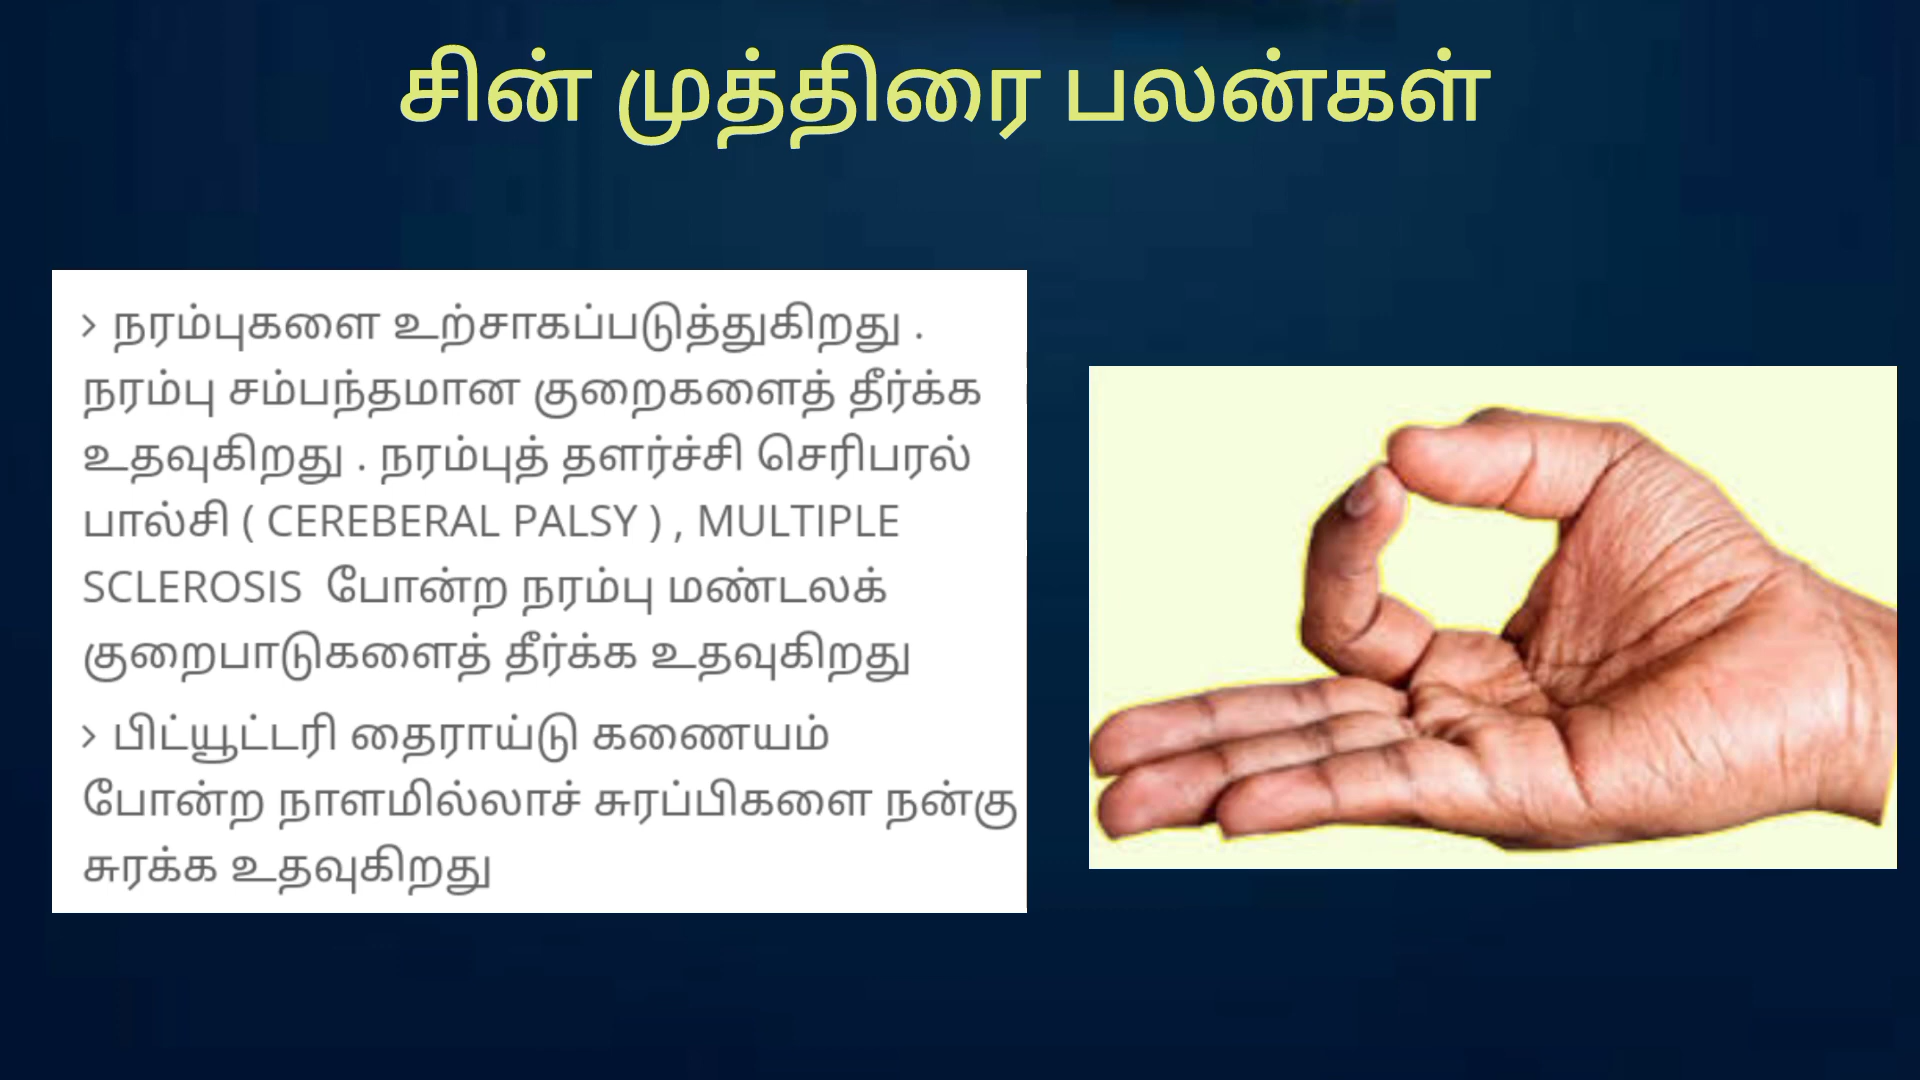 சின் முத்திரை பலன்கள்
› நரம்புகளை உற்சாகப்படுத்துகிறது .
நரம்பு சம்பந்தமான குறைகளைத் தீர்க்க
உதவுகிறது . நரம்புத் தளர்ச்சி செரிபரல்
பால்சி ( CEREBERAL PALSY ) , MULTIPLE
SCLEROSIS போன்ற நரம்பு மண்டலக்
குறைபாடுகளைத் தீர்க்க உதவுகிறது
› பிட்யூட்டரி தைராய்டு கணையம்
போன்ற நாளமில்லாச் சுரப்பிகளை நன்கு
சுரக்க உதவுகிறது